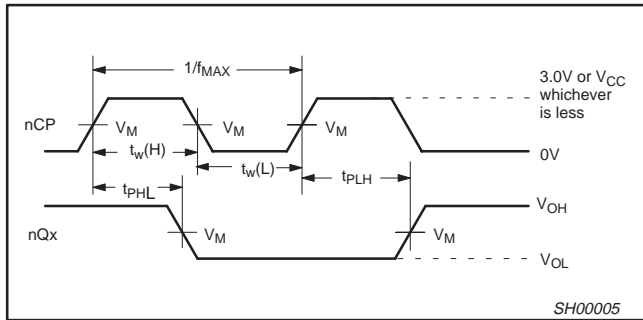 1/fMAX
3.0V or VCC
whichever
is less
nCP
VM
VM
VM
0V
tw(H)
tw(L)
tPHL
tPLH
VOH
nQx
VM
VM
VOL
SH00005